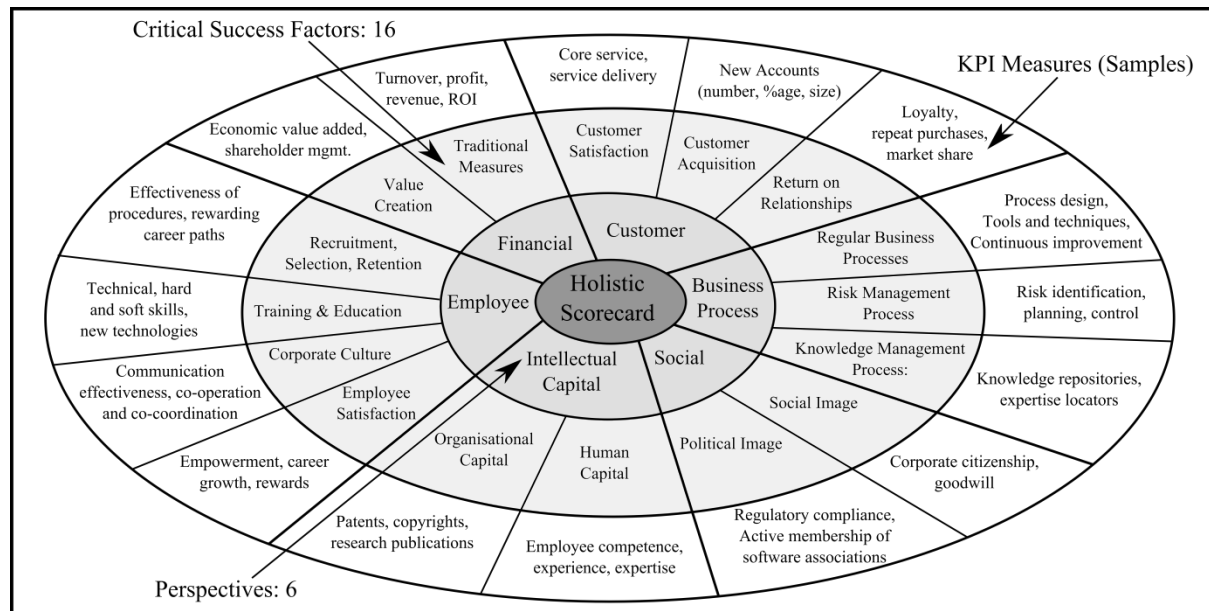 Critical Success Factors: 16
KPI Measures (Samples)
Perspectives: 6
Holistic
Scorecard
Financial
Customer
Business
Process
Social
Intellectual
Capital
Employee
Traditional
Measures
Customer
Satisfaction
Customer
Acquisition
Return on
Relationships
Regular Business
Processes
Risk Management
Process
Knowledge Management
Process:
Social Image
Political Image
Human
Capital
Organisational
Capital
Employee
Satisfaction
Corporate Culture
Training & Education
Recruitment,
Selection, Retention
Value
Creation
Turnover, profit,
revenue, ROI
Core service,
service delivery
New Accounts
(number, %age, size)
Loyalty,
repeat purchases,
market share
Process design,
Tools and techniques,
Continuous improvement
Risk identification,
planning, control
Knowledge repositories,
expertise locators
Corporate citizenship,
goodwill
Regulatory compliance,
Active membership of
software associations
Employee competence,
experience, expertise
Patents, copyrights,
research publications
Empowerment, career
growth, rewards
Communication
effectiveness, co-operation
and co-coordination
Technical, hard
and soft skills,
new technologies
Effectiveness of
procedures, rewarding
career paths
Economic value added,
shareholder mgmt.